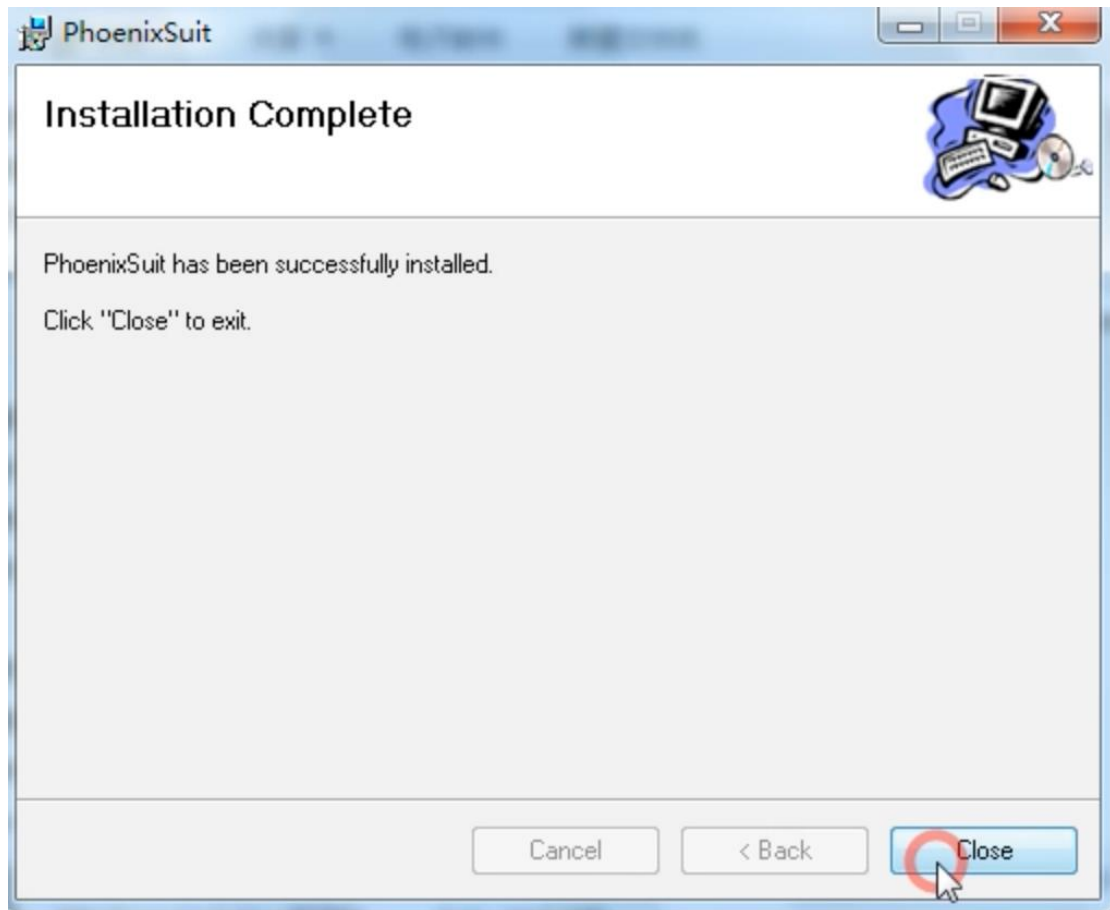 PhoenixSuit
Installation Complete
PhoenixSuit has been successfully installed.
Click "Close" to exit.
Cancel
< Back
Close